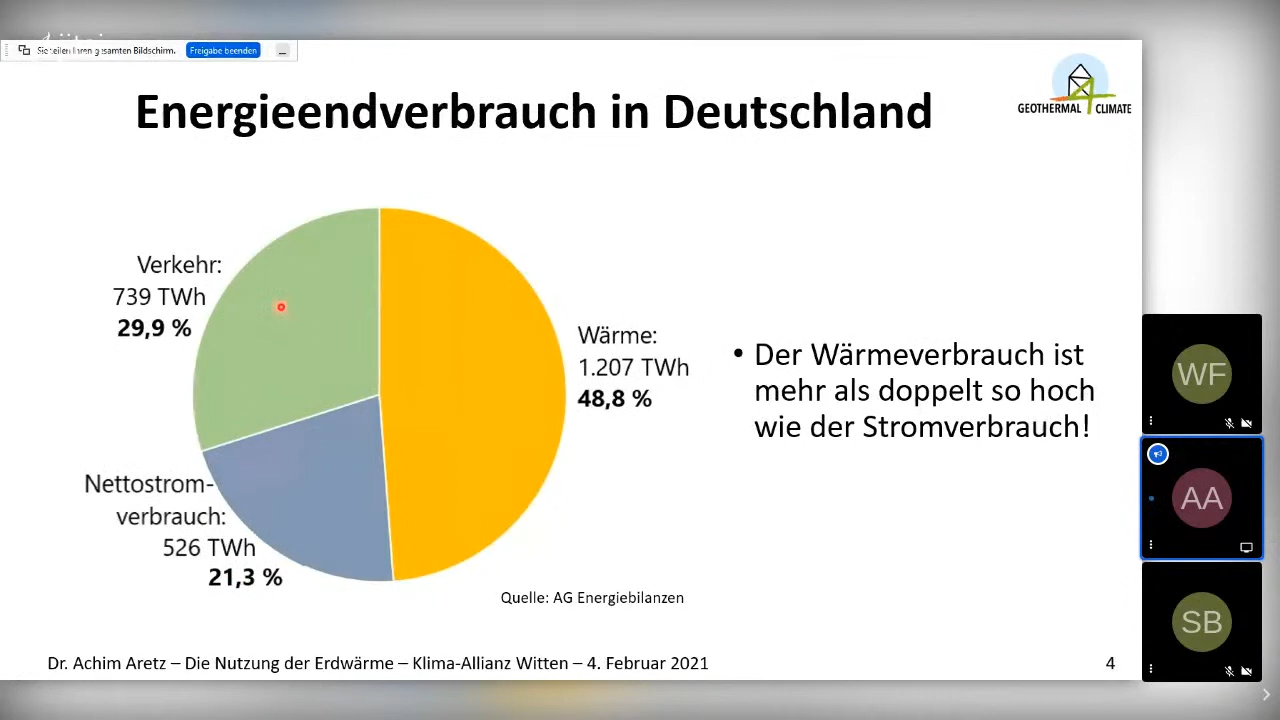 Sie teilen Ihren gesamten Bildschirm. Freigabe beenden
GEOTHERMAL 4 CLIMATE
Energieendverbrauch in Deutschland
Verkehr:
739 TWh
29,9 %
Wärme:
1.207 TWh
48,8 %
Nettostrom-
verbrauch:
526 TWh
21,3 %
• Der Wärmeverbrauch ist
mehr als doppelt so hoch
wie der Stromverbrauch!
Quelle: AG Energiebilanzen
Dr. Achim Aretz – Die Nutzung der Erdwärme – Klima-Allianz Witten – 4. Februar 2021
4
WF
AA
SB